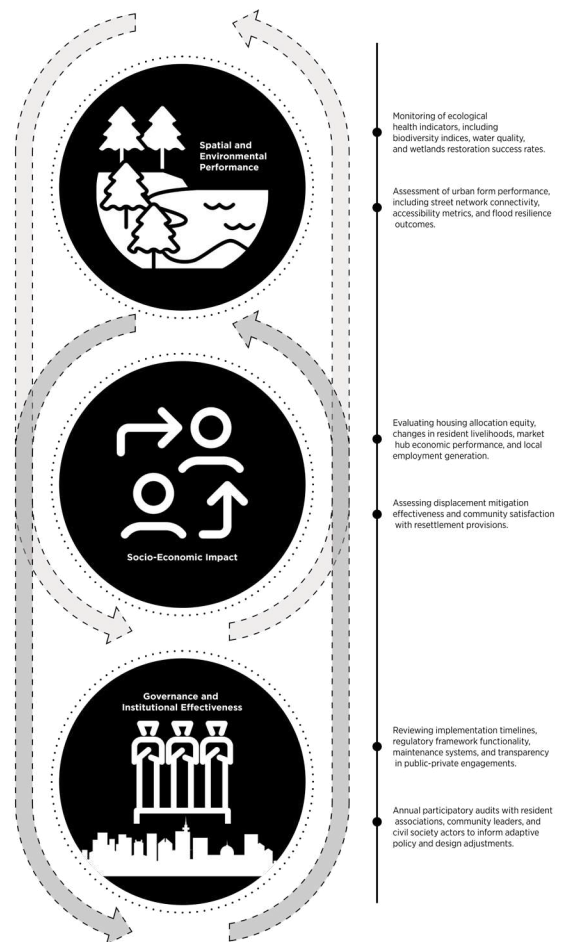 Spatial and
Environmental
Performance
Monitoring of ecological
health indicators, including
biodiversity indices, water quality,
and wetlands restoration success rates.
Assessment of urban form performance,
including street network connectivity,
accessibility metrics, and flood resilience
outcomes.
Socio-Economic Impact
Evaluating housing allocation equity,
changes in resident livelihoods, market
hub economic performance, and local
employment generation.
Assessing displacement mitigation
effectiveness and community satisfaction
with resettlement provisions.
Governance and
Institutional Effectiveness
Reviewing implementation timelines,
regulatory framework functionality,
maintenance systems, and transparency
in public-private engagements.
Annual participatory audits with resident
associations, community leaders, and
civil society actors to inform adaptive
policy and design adjustments.